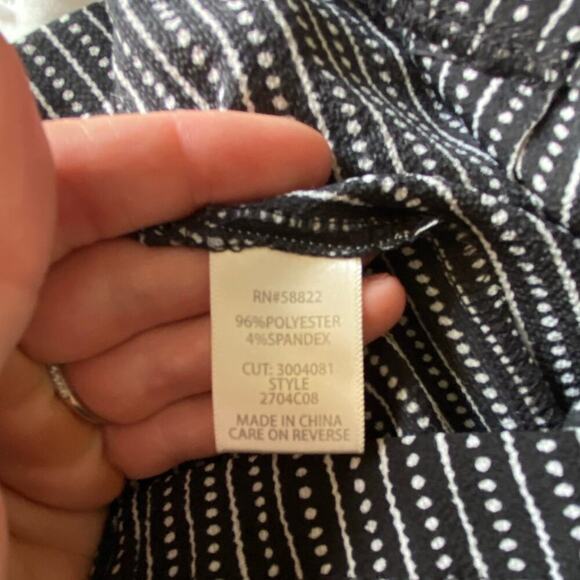 RN#58822
96%POLYESTER
4%SPANDEX
CUT: 3004081
STYLE
2704C08
MADE IN CHINA
CARE ON REVERSE